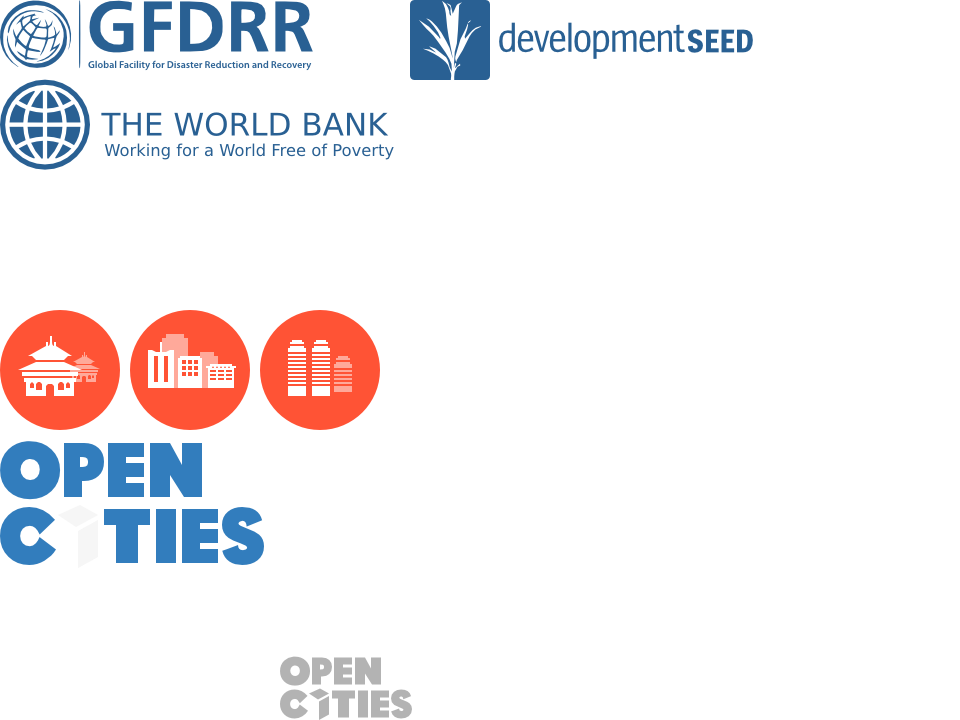 GFDRR
Global Facility for Disaster Reduction and Recovery
developmentSEED
THE WORLD BANK
Working for a World Free of Poverty
OPEN
CiTIES
OPEN
CiTIES